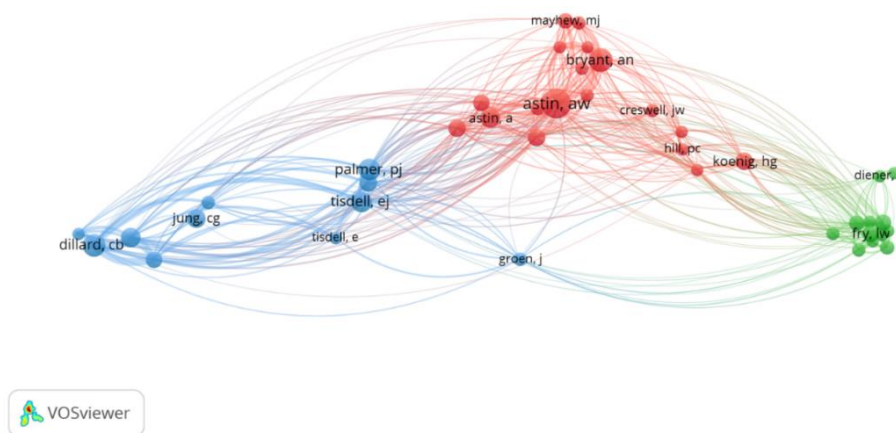 mayhew, mj
bryant, an
astin, aw
creswell, jw
astin, a
hill, pc
koenig, hg
palmer, pj
diener,
tisdell, ej
jung, cg
fry, lw
tisdell, e
dillard, cb
groen, j
VOSviewer